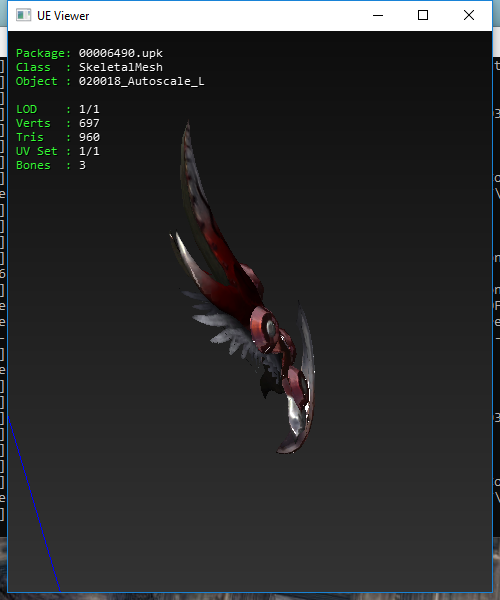 UE Viewer
Package: 00006490.upk
Class : SkeletalMesh
Object : 020018_Autoscale_L
LOD : 1/1
Verts : 697
Tris : 960
UV Set : 1/1
Bones : 3